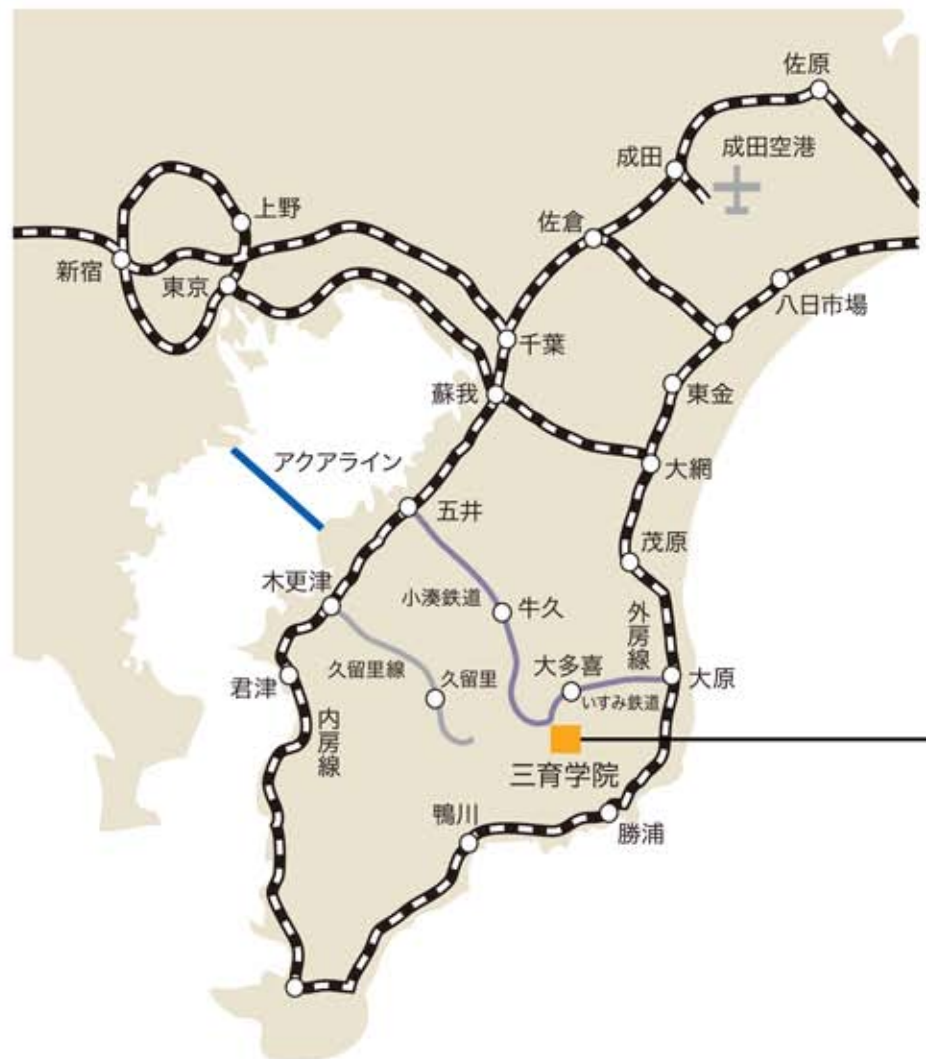 佐原
成田空港
成田
上野
佐倉
新宿
東京
八日市場
千葉
蘇我
東金
アクアライン
大網
五井
茂原
木更津
小湊鉄道
牛久
外房線
久留里線
久留里
大多喜
大原
君津
いすみ鉄道
内房線
三育学院
鴨川
勝浦